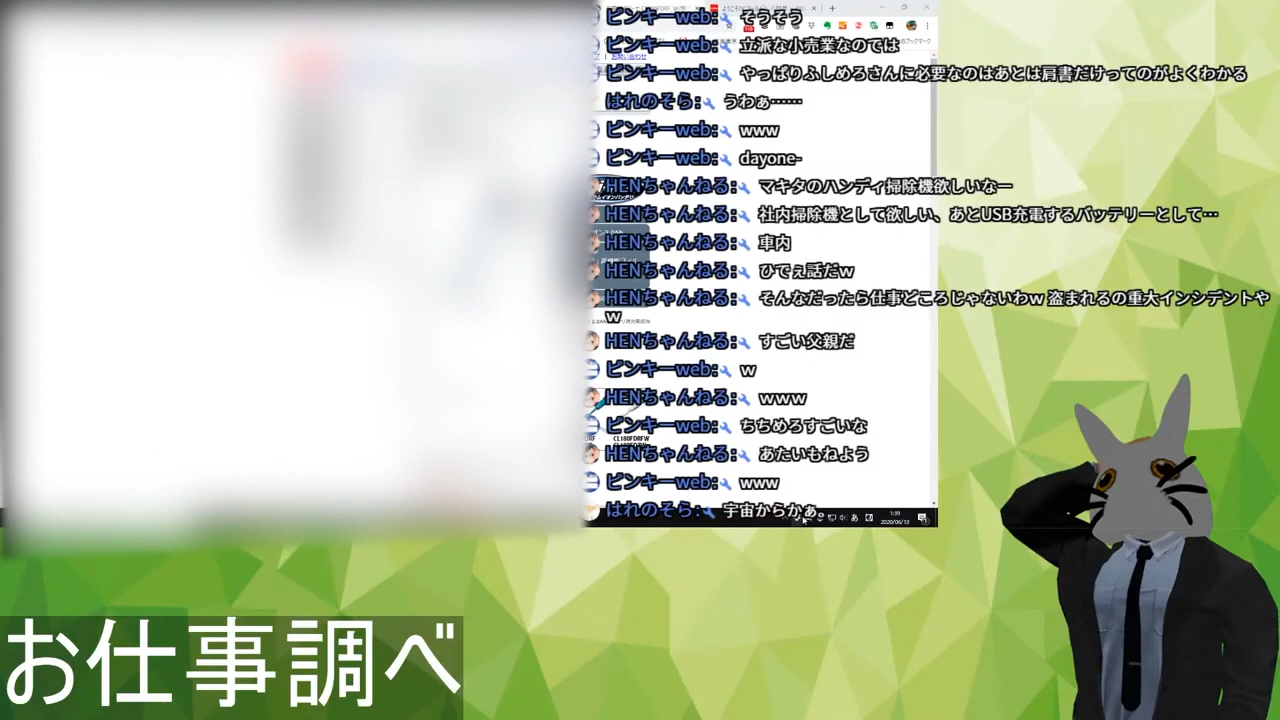 ピンキーweb: そうそう
ピンキーweb: 立派な小売業なのでは
お問い合わせ
ピンキーweb: やっぱりふしめろさんに必要なのはあとは肩書だけってのがよくわかる
はれのそら: うわぁ……
ピンキーweb: www
ピンキーweb: dayone-
HENちゃんねる: マキタのハンディ掃除機欲しいなー
HENちゃんねる: 社内掃除機として欲しい、あとUSB充電するバッテリーとして…
HENちゃんねる: 車内
HENちゃんねる: ひでぇ話だw
HENちゃんねる: そんなだったら仕事どころじゃないわw 盗まれるの重大インシデントや
w
HENちゃんねる: すごい父親だ
ピンキーweb: w
HENちゃんねる: www
ピンキーweb: ちちめろすごいな
CL180FDRFW
HENちゃんねる: あたいもねよう
ピンキーweb: www
はれのそら: 宇宙からかぁ
1:39
2020/06/13
お仕事調べ